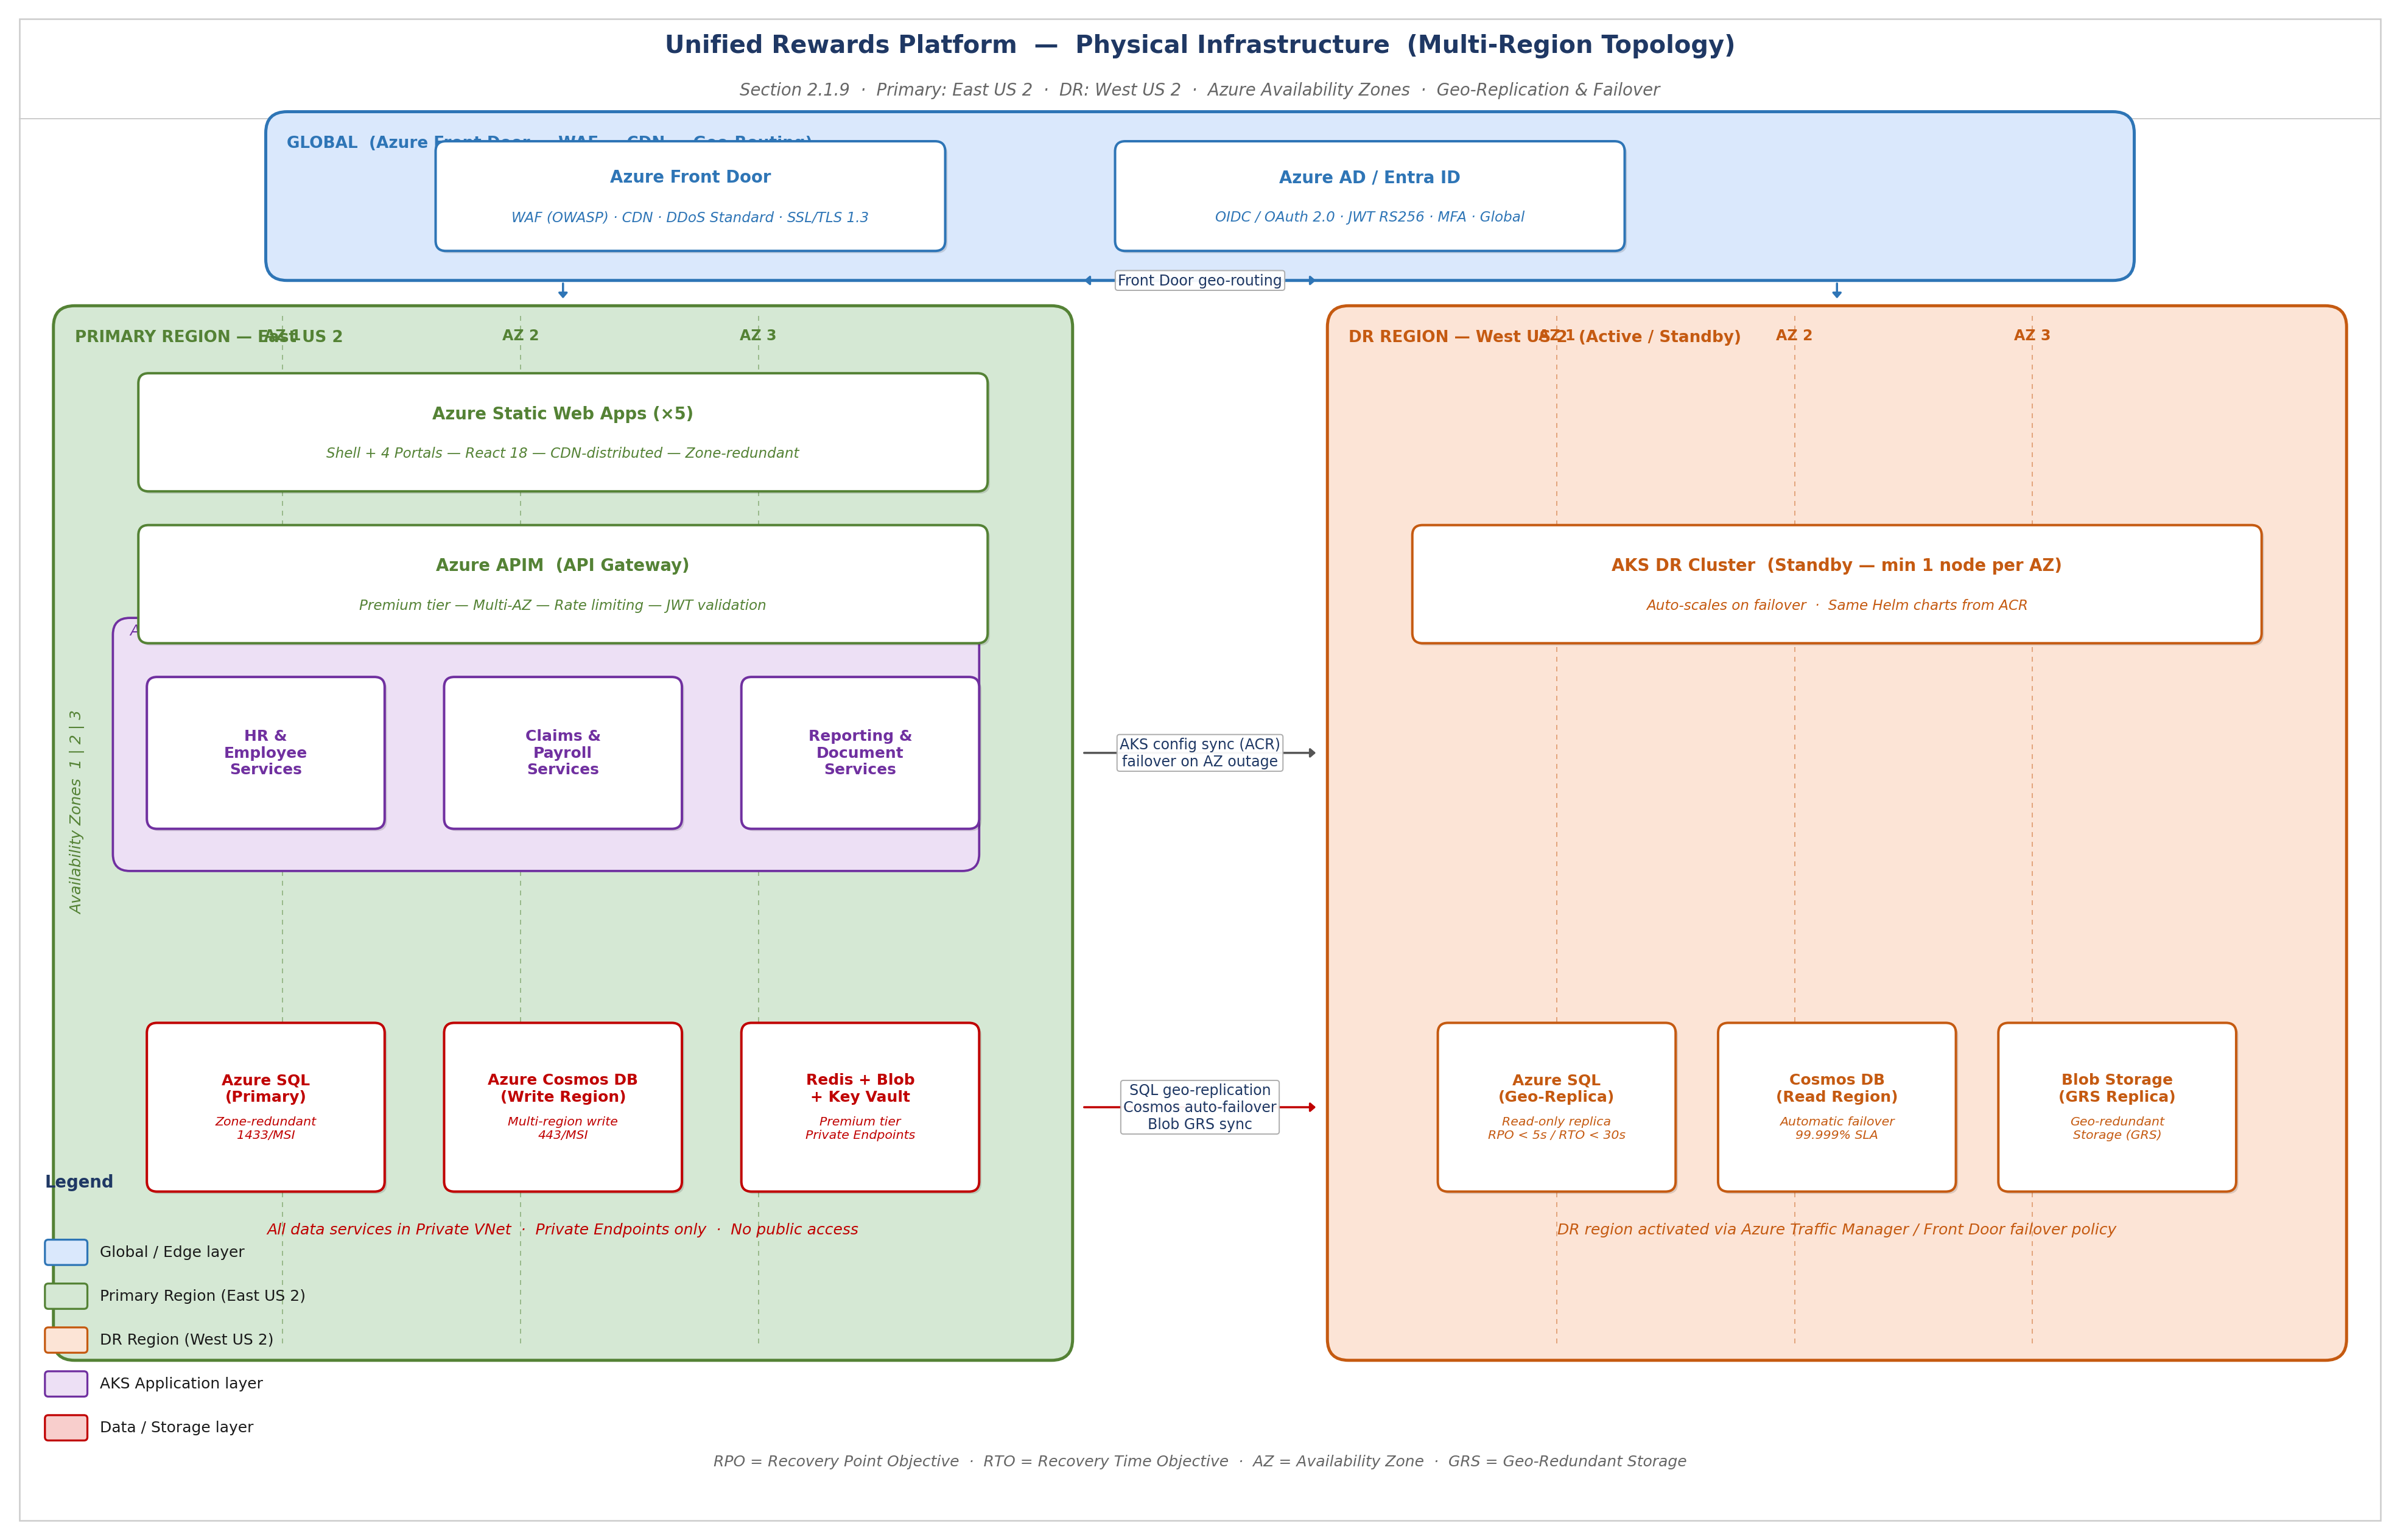 Unified Rewards Platform — Physical Infrastructure (Multi-Region Topology)
Section 2.1.9 · Primary: East US 2 · DR: West US 2 · Azure Availability Zones · Geo-Replication & Failover
GLOBAL (Azure Front Door — WAF — CDN — Geo-Routing)
Azure Front Door
WAF (OWASP) · CDN · DDoS Standard · SSL/TLS 1.3
Azure AD / Entra ID
OIDC / OAuth 2.0 · JWT RS256 · MFA · Global
Front Door geo-routing
PRIMARY REGION — East US 2
AZ 1
AZ 2
AZ 3
Azure Static Web Apps (×5)
Shell + 4 Portals — React 18 — CDN-distributed — Zone-redundant
Azure APIM (API Gateway)
Premium tier — Multi-AZ — Rate limiting — JWT validation
Availability Zones 1 | 2 | 3
HR &
Employee
Services
Claims &
Payroll
Services
Reporting &
Document
Services
Azure SQL
(Primary)
Zone-redundant
1433/MSI
Azure Cosmos DB
(Write Region)
Multi-region write
443/MSI
Redis + Blob
+ Key Vault
Premium tier
Private Endpoints
All data services in Private VNet · Private Endpoints only · No public access
AKS config sync (ACR)
failover on AZ outage
SQL geo-replication
Cosmos auto-failover
Blob GRS sync
DR REGION — West US 2 (Active / Standby)
AZ 1
AZ 2
AZ 3
AKS DR Cluster (Standby — min 1 node per AZ)
Auto-scales on failover · Same Helm charts from ACR
Azure SQL
(Geo-Replica)
Read-only replica
RPO < 5s / RTO < 30s
Cosmos DB
(Read Region)
Automatic failover
99.999% SLA
Blob Storage
(GRS Replica)
Geo-redundant
Storage (GRS)
DR region activated via Azure Traffic Manager / Front Door failover policy
Legend
Global / Edge layer
Primary Region (East US 2)
DR Region (West US 2)
AKS Application layer
Data / Storage layer
RPO = Recovery Point Objective · RTO = Recovery Time Objective · AZ = Availability Zone · GRS = Geo-Redundant Storage